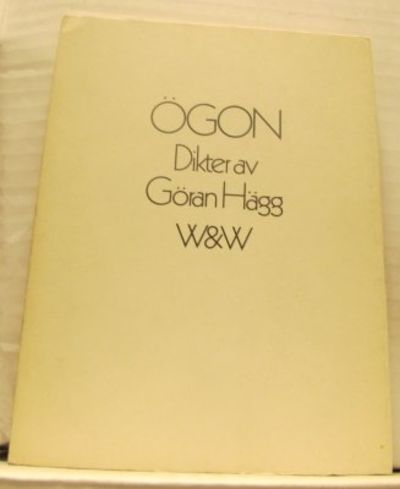 ÖGON
Dikter av
Göran Hägg
W&W